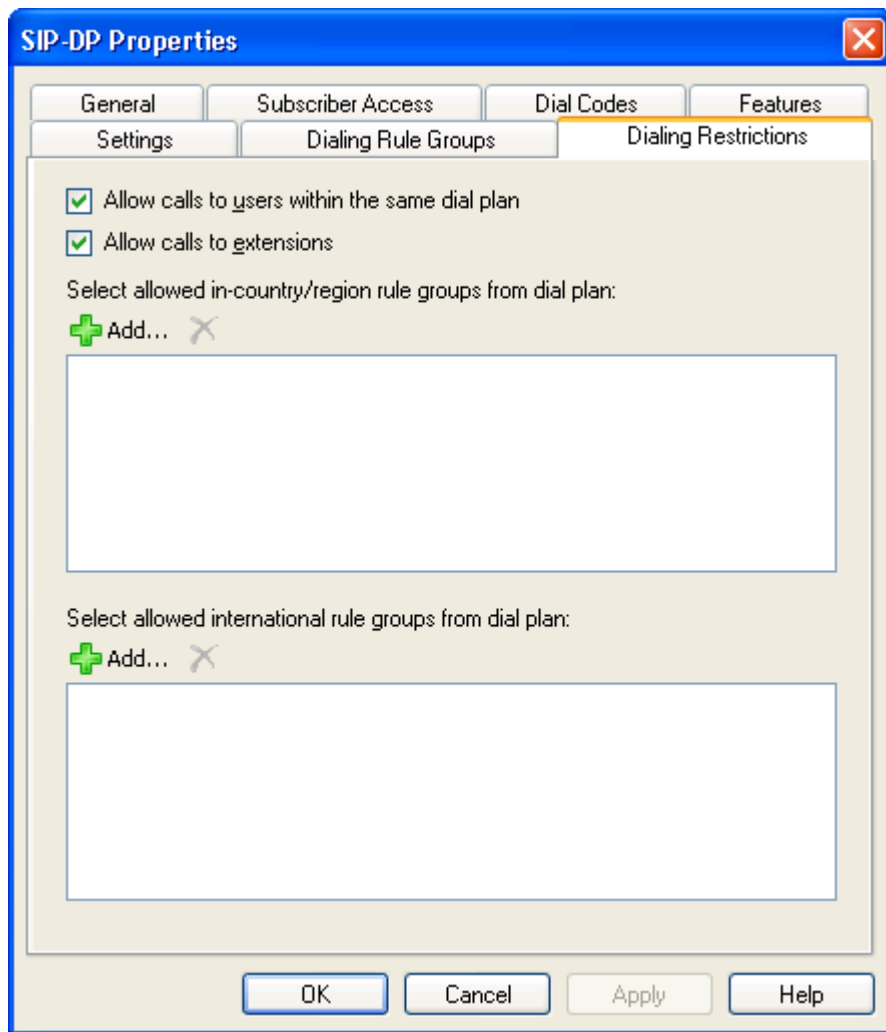 SIP-DP Properties
General Subscriber Access Dial Codes Features
Settings Dialing Rule Groups Dialing Restrictions
Allow calls to users within the same dial plan
Allow calls to extensions
Select allowed in-country/region rule groups from dial plan:
Add...
Select allowed international rule groups from dial plan:
Add...
OK Cancel Apply Help